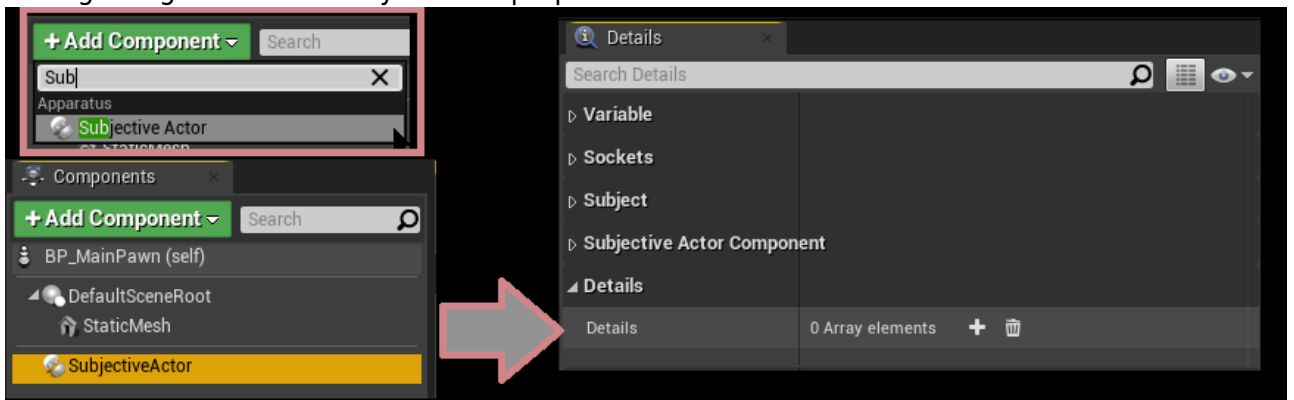 + Add Component Search
Sub
Apparatus
Subjective Actor
StaticMesh
Components
+ Add Component Search
BP_MainPawn (self)
DefaultSceneRoot
StaticMesh
SubjectiveActor
Details
Search Details
Variable
Sockets
Subject
Subjective Actor Component
Details
Details 0 Array elements